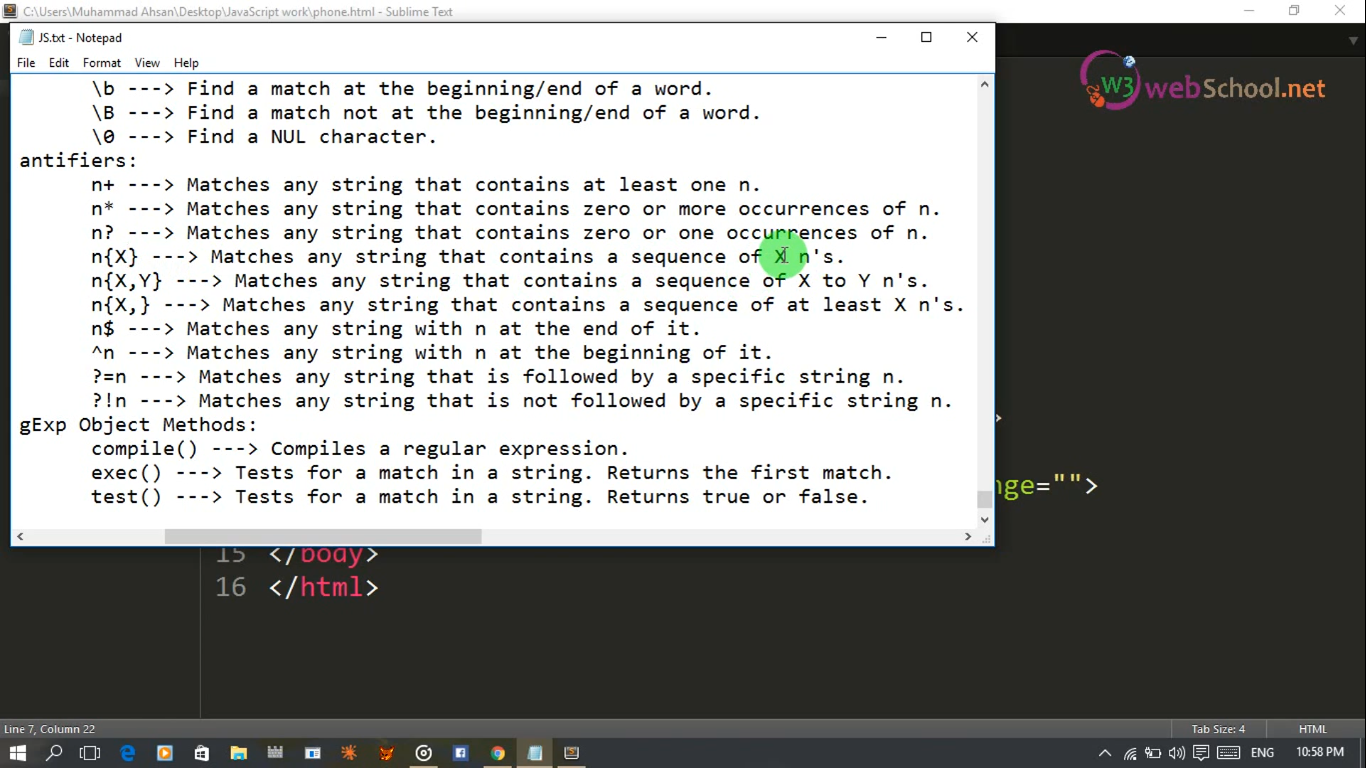 C:\Users\Muhammad Ahsan\Desktop\JavaScript work\phone.html - Sublime Text
JS.txt - Notepad
File Edit Format View Help
W3 webSchool.net
\b ---> Find a match at the beginning/end of a word.
\B ---> Find a match not at the beginning/end of a word.
\0 ---> Find a NUL character.
antifiers:
n+ ---> Matches any string that contains at least one n.
n* ---> Matches any string that contains zero or more occurrences of n.
n? ---> Matches any string that contains zero or one occurrences of n.
n{X} ---> Matches any string that contains a sequence of X n's.
n{X,Y} ---> Matches any string that contains a sequence of X to Y n's.
n{X,} ---> Matches any string that contains a sequence of at least X n's.
n$ ---> Matches any string with n at the end of it.
^n ---> Matches any string with n at the beginning of it.
?=n ---> Matches any string that is followed by a specific string n.
?!n ---> Matches any string that is not followed by a specific string n.
gExp Object Methods:
compile() ---> Compiles a regular expression.
exec() ---> Tests for a match in a string. Returns the first match.
nge="">
test() ---> Tests for a match in a string. Returns true or false.
15 </body>
16 </html>
Line 7, Column 22
Tab Size: 4
HTML
ENG
10:58 PM